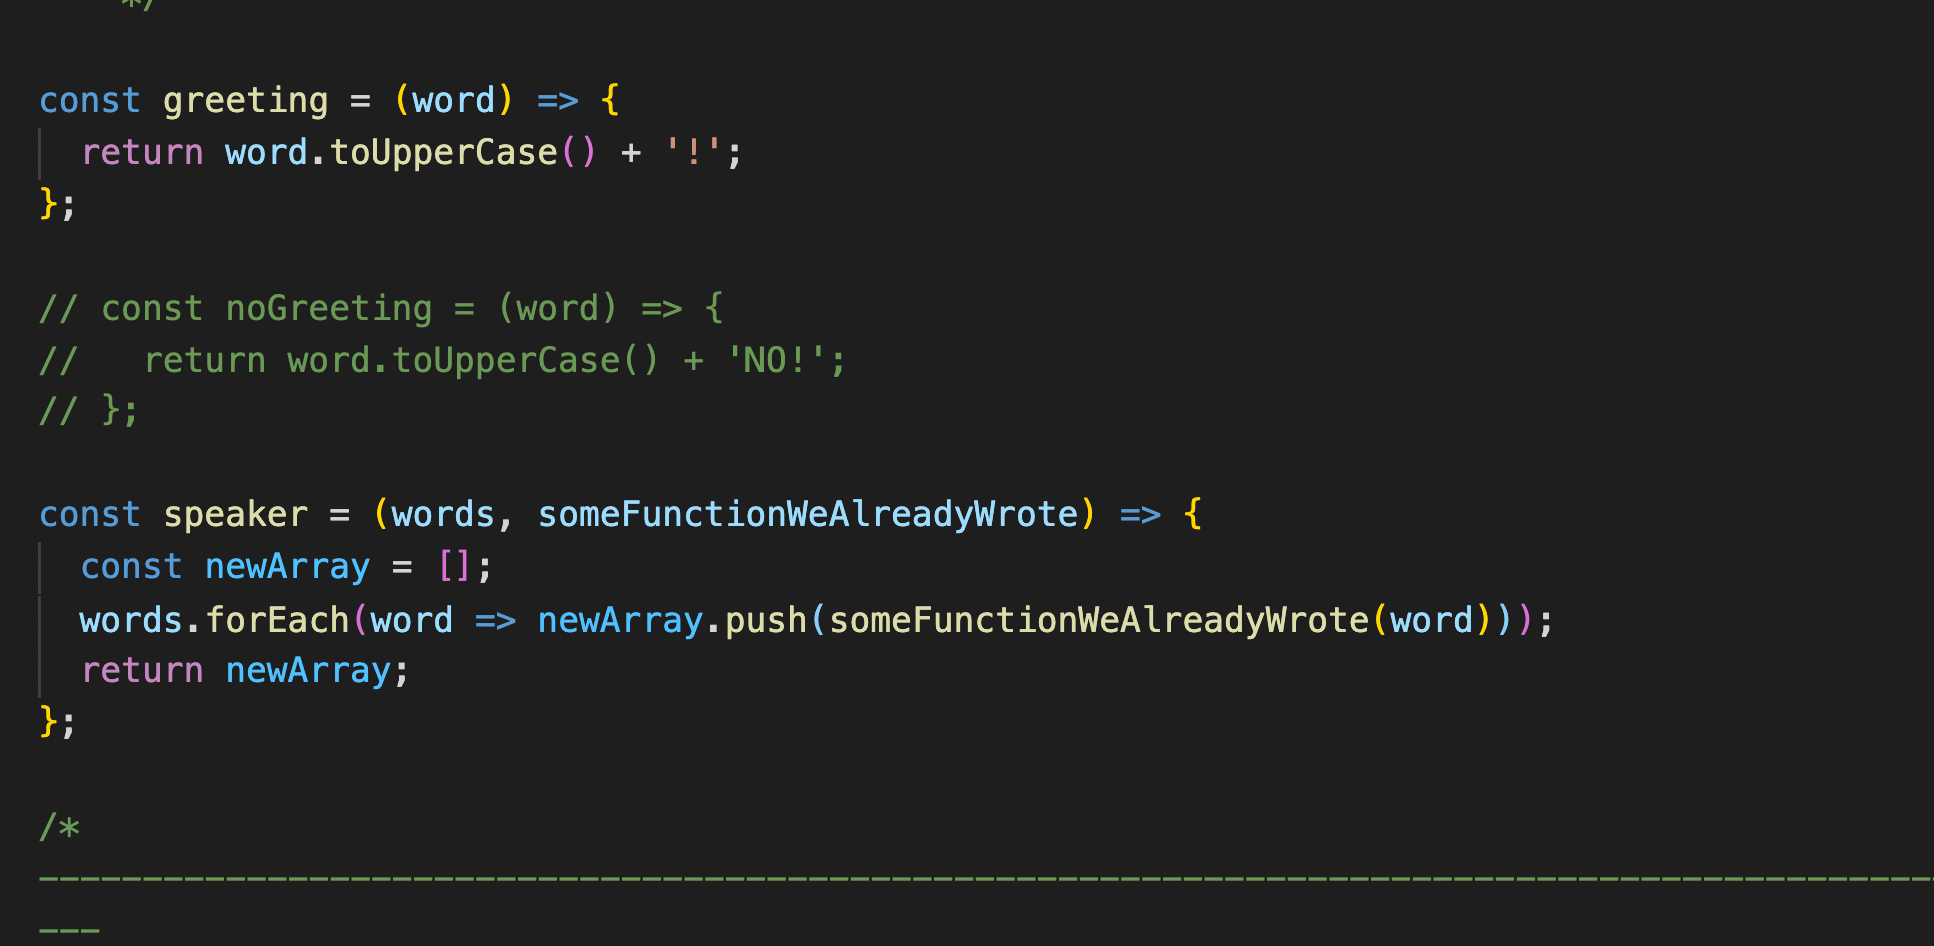 */
const greeting = (word) => {
  return word.toUpperCase() + '!';
};
// const noGreeting = (word) => {
//   return word.toUpperCase() + 'NO!';
// };
const speaker = (words, someFunctionWeAlreadyWrote) => {
  const newArray = [];
  words.forEach(word => newArray.push(someFunctionWeAlreadyWrote(word)));
  return newArray;
};
/*
-------------------------------------------------------------------------------------------
---